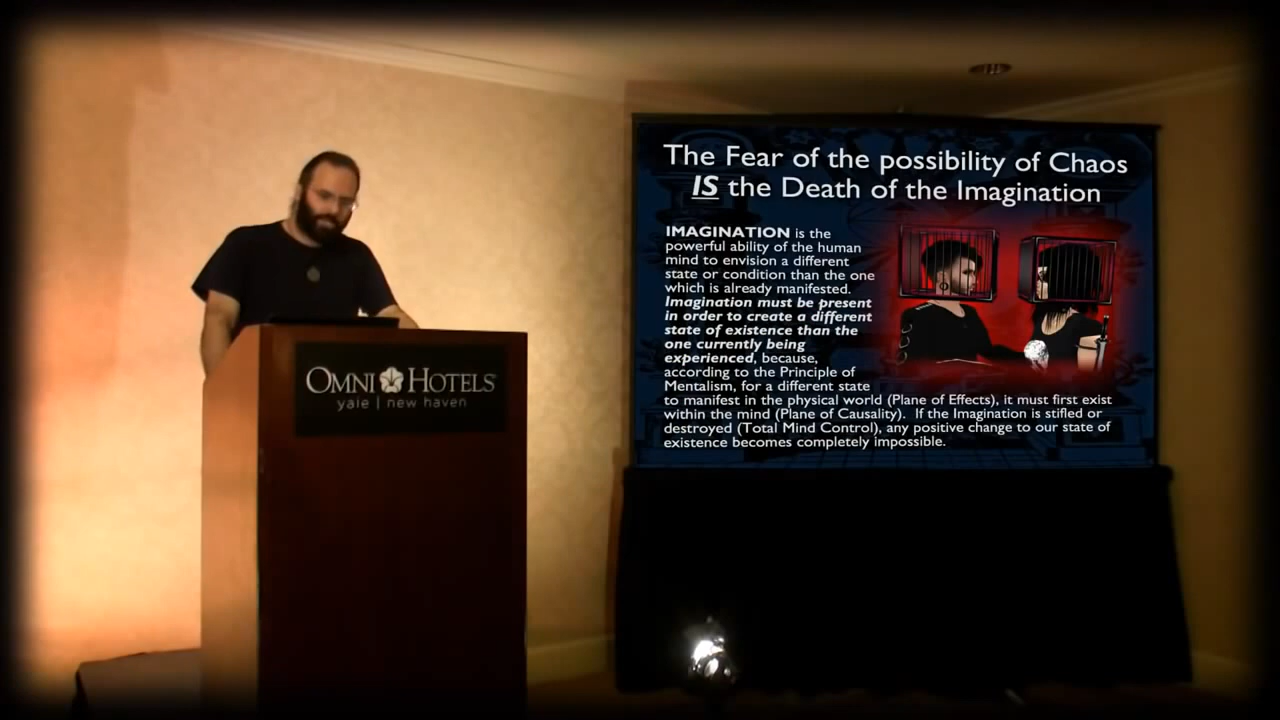 OMNI HOTELS
yale | new haven
The Fear of the possibility of Chaos
IS the Death of the Imagination
IMAGINATION is the
powerful ability of the human
mind to envision a different
state or condition than the one
which is already manifested.
Imagination must be present
in order to create a different
state of existence than the
one currently being
experienced, because,
according to the Principle of
Mentalism, for a different state
to manifest in the physical world (Plane of Effects), it must first exist
within the mind (Plane of Causality). If the Imagination is stifled or
destroyed (Total Mind Control), any positive change to our state of
existence becomes completely impossible.